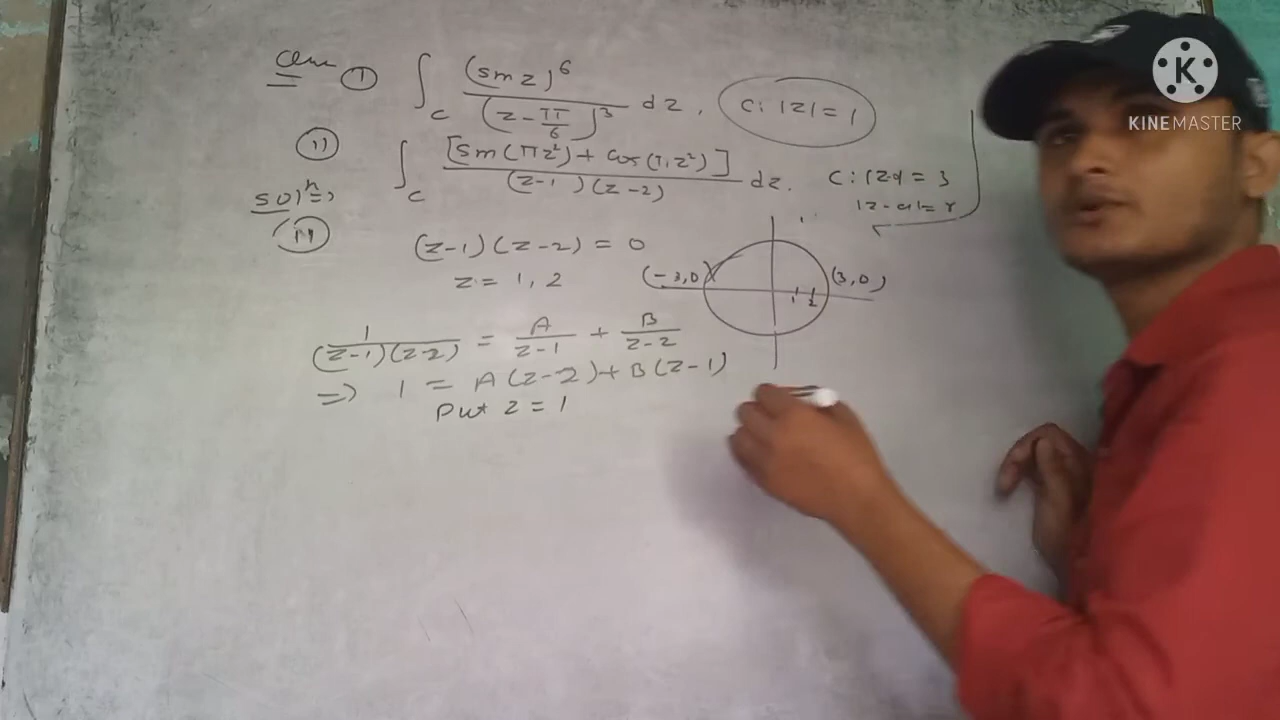 Ques ① ∫_C (sin z)^6 / (z - π/6)^3 dz, C: |z| = 1
(ii) ∫_C [sin(πz²) + cos(πz²)] / (z-1)(z-2) dz. C: |z| = 3
|z-a| = r
Solⁿ =>
(ii) (z-1)(z-2) = 0
z = 1, 2
(-3,0) (3,0)
1 2
1/(z-1)(z-2) = A/(z-1) + B/(z-2)
=> 1 = A(z-2) + B(z-1)
Put z = 1
K
KINEMASTER